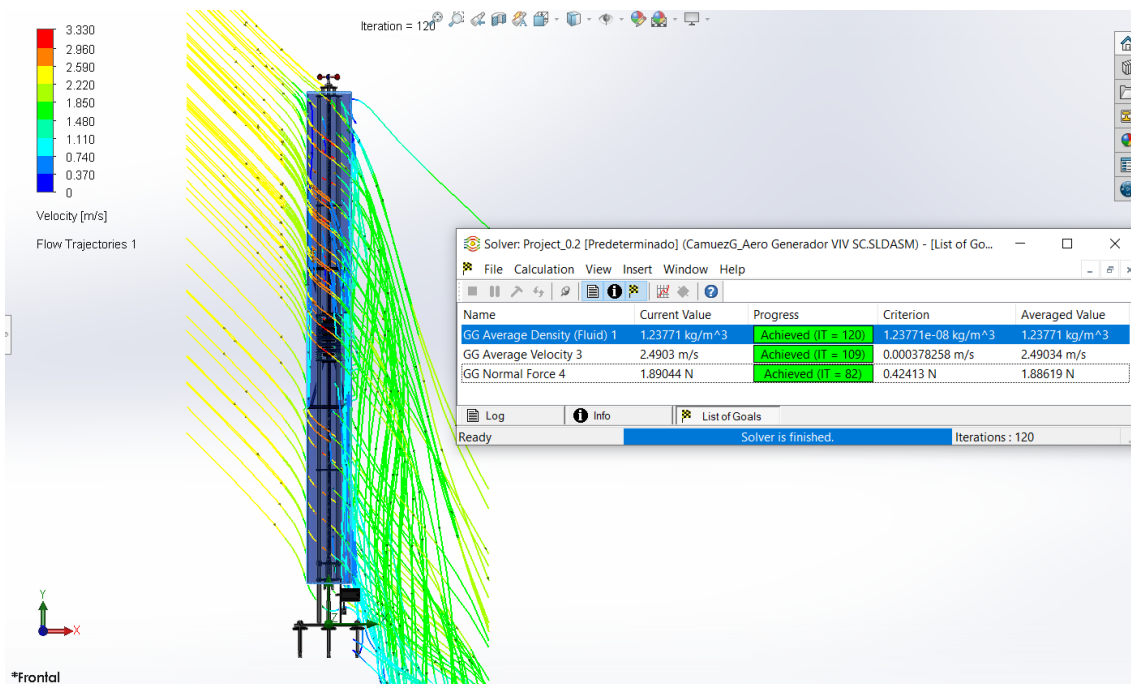 Iteration = 120
3.330
2.960
2.590
2.220
1.850
1.480
1.110
0.740
0.370
0
Velocity [m/s]
Flow Trajectories 1
Solver: Project_0.2 [Predeterminado] (CamuezG_Aero Generador VIV SC.SLDASM) - [List of Go...
File Calculation View Insert Window Help
Name Current Value Progress Criterion Averaged Value
GG Average Density (Fluid) 1 1.23771 kg/m^3 Achieved (IT = 120) 1.23771e-08 kg/m^3 1.23771 kg/m^3
GG Average Velocity 3 2.4903 m/s Achieved (IT = 109) 0.000378258 m/s 2.49034 m/s
GG Normal Force 4 1.89044 N Achieved (IT = 82) 0.42413 N 1.88619 N
Log Info List of Goals
Ready Solver is finished. Iterations : 120
Y
X
Z
*Frontal